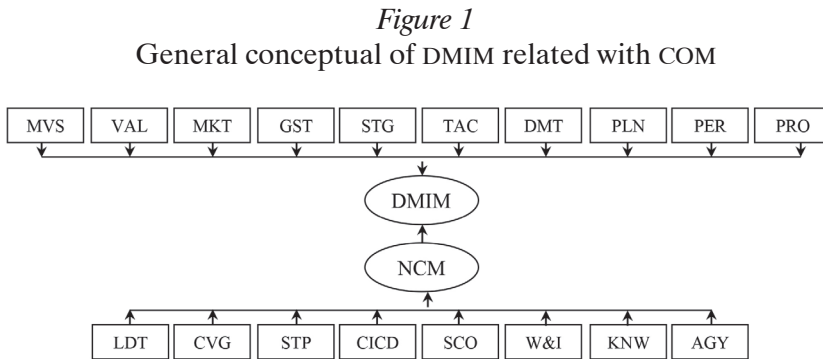 Figure 1
General conceptual of DMIM related with COM
MVS VAL MKT GST STG TAC DMT PLN PER PRO
DMIM
NCM
LDT CVG STP CICD SCO W&I KNW AGY